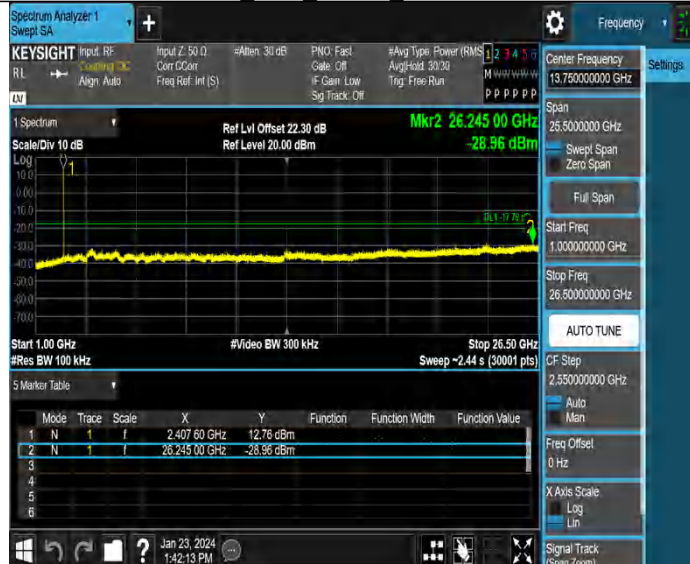 Spectrum Analyzer 1
Swept SA
+
Frequency
Settings
KEYSIGHT
RL
Input: RF
Coupling: DC
Align: Auto
Input Z: 50 Ω
Corr CCorr
Freq Ref: Int (S)
#Atten: 30 dB
PNO: Fast
Gate: Off
IF Gain: Low
Sig Track: Off
#Avg Type: Power (RMS
Avg|Hold: 30/30
Trig: Free Run
1 2 3 4 5 6
M W W W W W
P P P P P P
LXI
1 Spectrum
Scale/Div 10 dB
Ref Lvl Offset 22.30 dB
Ref Level 20.00 dBm
Mkr2 26.245 00 GHz
-28.96 dBm
Log
10.0
0.00
-10.0
-20.0
-30.0
-40.0
-50.0
-60.0
-70.0
1
2
Start 1.00 GHz
#Res BW 100 kHz
#Video BW 300 kHz
Stop 26.50 GHz
Sweep ~2.44 s (30001 pts)
5 Marker Table
Mode Trace Scale X Y Function Function Width Function Value
1 N 1 f 2.407 60 GHz 12.76 dBm
2 N 1 f 26.245 00 GHz -28.96 dBm
3
4
5
6
?
Jan 23, 2024
1:42:13 PM
Center Frequency
13.750000000 GHz
Span
25.5000000 GHz
Swept Span
Zero Span
Full Span
Start Freq
1.000000000 GHz
Stop Freq
26.500000000 GHz
AUTO TUNE
CF Step
2.550000000 GHz
Auto
Man
Freq Offset
0 Hz
X Axis Scale
Log
Lin
Signal Track
(Span Zoom)